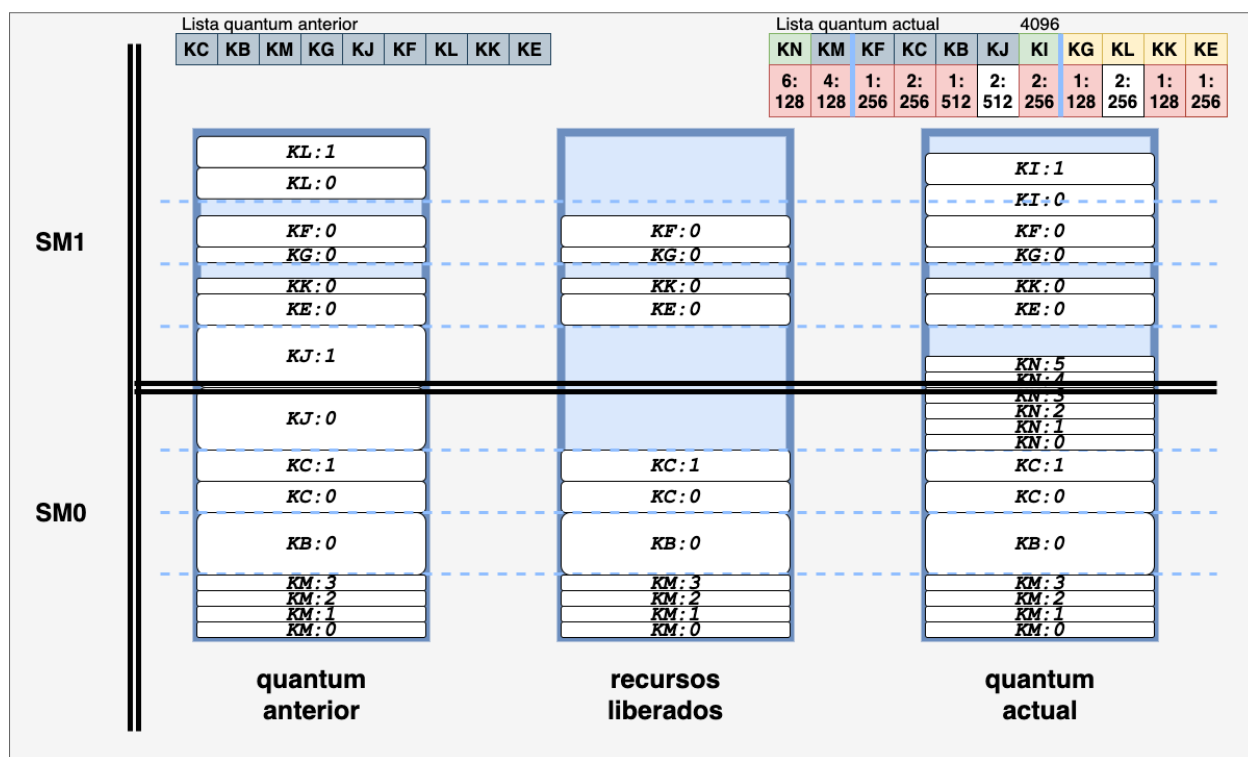 Lista quantum anterior
KC KB KM KG KJ KF KL KK KE
Lista quantum actual 4096
KN KM KF KC KB KJ KI KG KL KK KE
6: 4: 1: 2: 1: 2: 2: 1: 2: 1: 1:
128 128 256 256 512 512 256 128 256 128 256
SM1
SM0
KL:1
KL:0
KF:0
KG:0
KK:0
KE:0
KJ:1
KJ:0
KC:1
KC:0
KB:0
KM:3
KM:2
KM:1
KM:0
quantum
anterior
KF:0
KG:0
KK:0
KE:0
KC:1
KC:0
KB:0
KM:3
KM:2
KM:1
KM:0
recursos
liberados
KI:1
KI:0
KF:0
KG:0
KK:0
KE:0
KN:5
KN:4
KN:3
KN:2
KN:1
KN:0
KC:1
KC:0
KB:0
KM:3
KM:2
KM:1
KM:0
quantum
actual